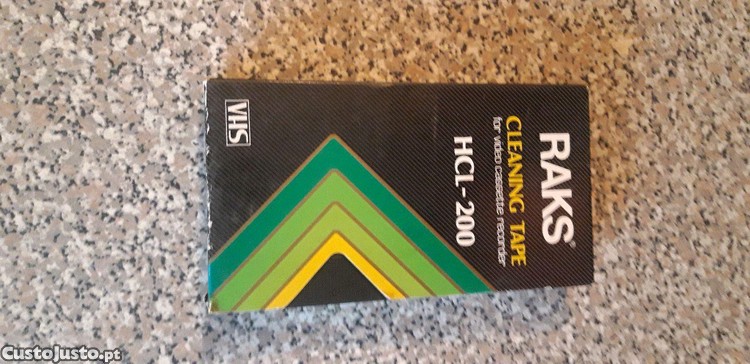 RAKS®
CLEANING TAPE
for video cassette recorder
HCL-200
VHS
CustoJusto.pt